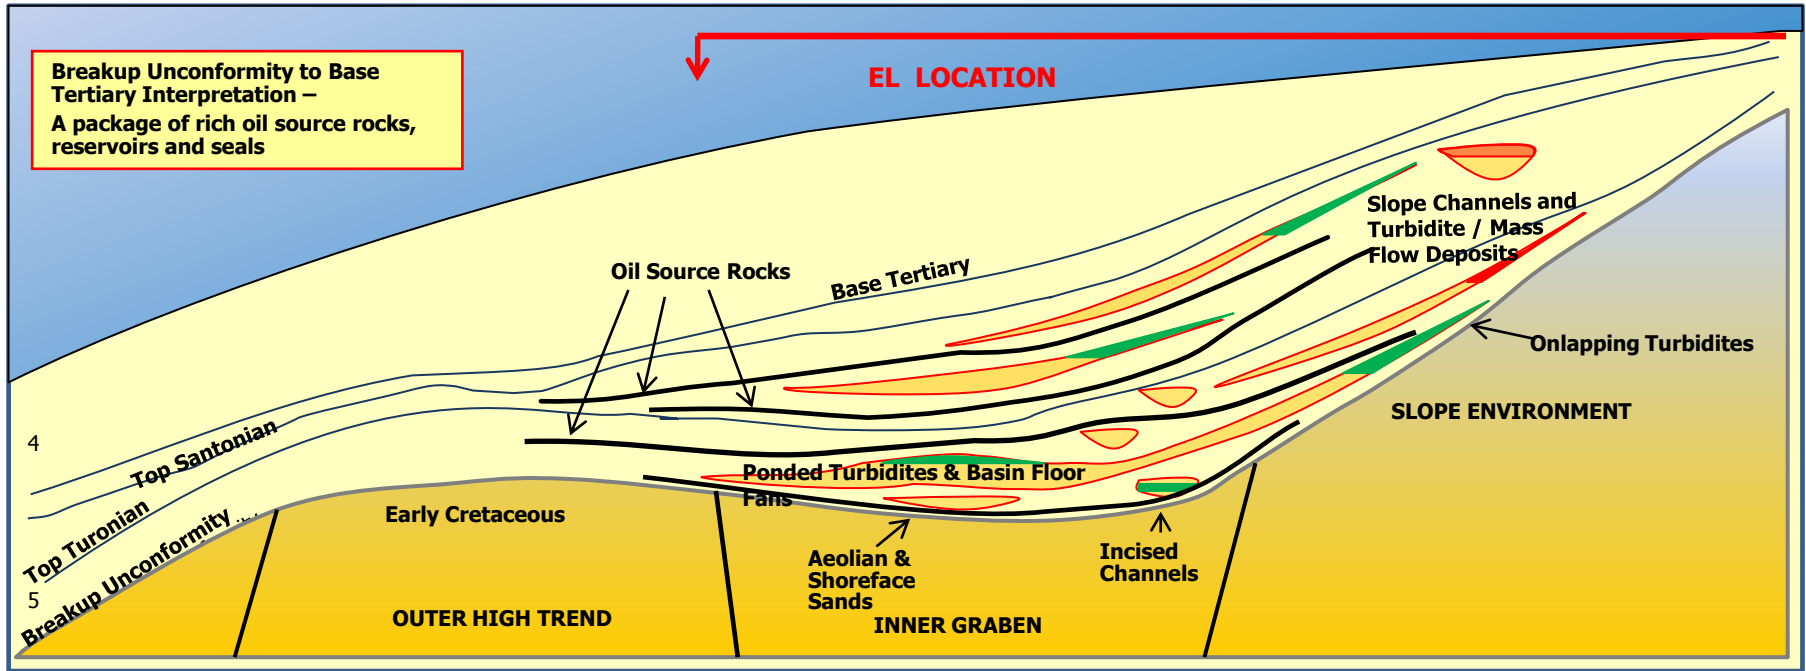 Breakup Unconformity to Base
Tertiary Interpretation –
A package of rich oil source rocks,
reservoirs and seals
EL LOCATION
Slope Channels and
Turbidite / Mass
Flow Deposits
Oil Source Rocks
Base Tertiary
Onlapping Turbidites
SLOPE ENVIRONMENT
4
Top Santonian
Ponded Turbidites & Basin Floor
Fans
Early Cretaceous
Top Turonian
Breakup Unconformity
5
Aeolian &
Shoreface
Sands
Incised
Channels
OUTER HIGH TREND
INNER GRABEN